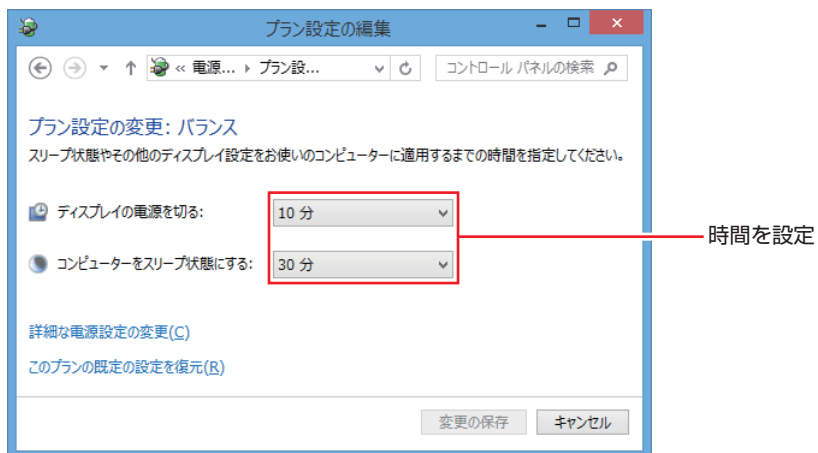 プラン設定の編集
« 電源... プラン設...
コントロール パネルの検索
プラン設定の変更: バランス
スリープ状態やその他のディスプレイ設定をお使いのコンピューターに適用するまでの時間を指定してください。
ディスプレイの電源を切る: 10 分
時間を設定
コンピューターをスリープ状態にする: 30 分
詳細な電源設定の変更(C)
このプランの既定の設定を復元(R)
変更の保存 キャンセル